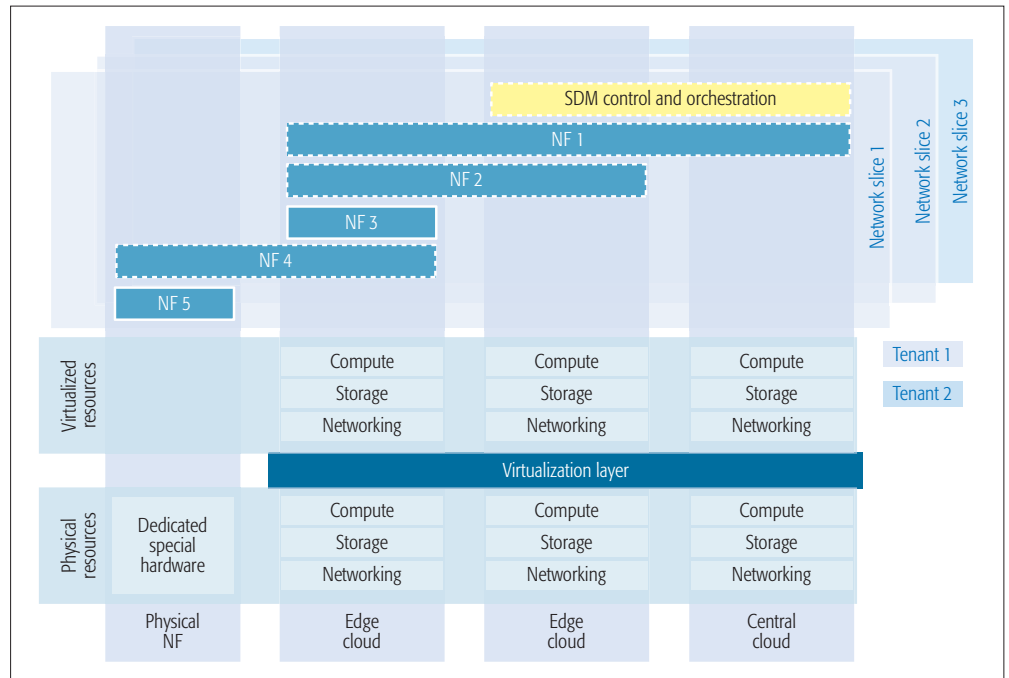 SDM control and orchestration
NF 1
NF 2
NF 3
NF 4
NF 5
Network slice 1
Network slice 2
Network slice 3
Tenant 1
Tenant 2
Virtualized
resources
Compute
Compute
Compute
Storage
Storage
Storage
Networking
Networking
Networking
Virtualization layer
Physical
resources
Dedicated
special
hardware
Compute
Compute
Compute
Storage
Storage
Storage
Networking
Networking
Networking
Physical
NF
Edge
cloud
Edge
cloud
Central
cloud